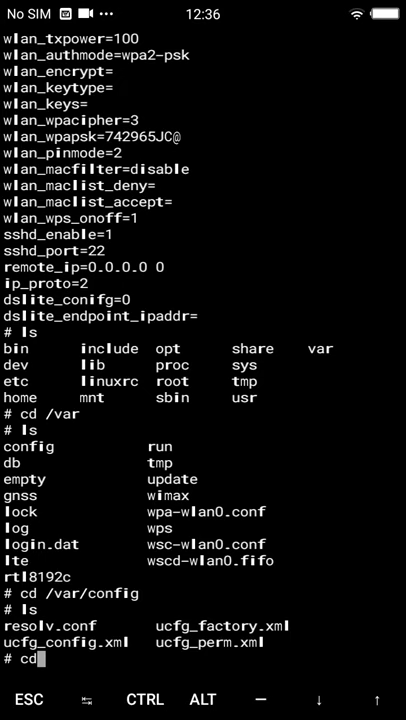 No SIM 12:36
wlan_txpower=100
wlan_authmode=wpa2-psk
wlan_encrypt=
wlan_keytype=
wlan_keys=
wlan_wpacipher=3
wlan_wpapsk=742965JC@
wlan_pinmode=2
wlan_macfilter=disable
wlan_maclist_deny=
wlan_maclist_accept=
wlan_wps_onoff=1
sshd_enable=1
sshd_port=22
remote_ip=0.0.0.0 0
ip_proto=2
dslite_conifg=0
dslite_endpoint_ipaddr=
# ls
bin include opt share var
dev lib proc sys
etc linuxrc root tmp
home mnt sbin usr
# cd /var
# ls
config run
db tmp
empty update
gnss wimax
lock wpa-wlan0.conf
log wps
login.dat wsc-wlan0.conf
lte wscd-wlan0.fifo
rtl8192c
# cd /var/config
# ls
resolv.conf ucfg_factory.xml
ucfg_config.xml ucfg_perm.xml
# cd
ESC ↹ CTRL ALT — ↓ ↑